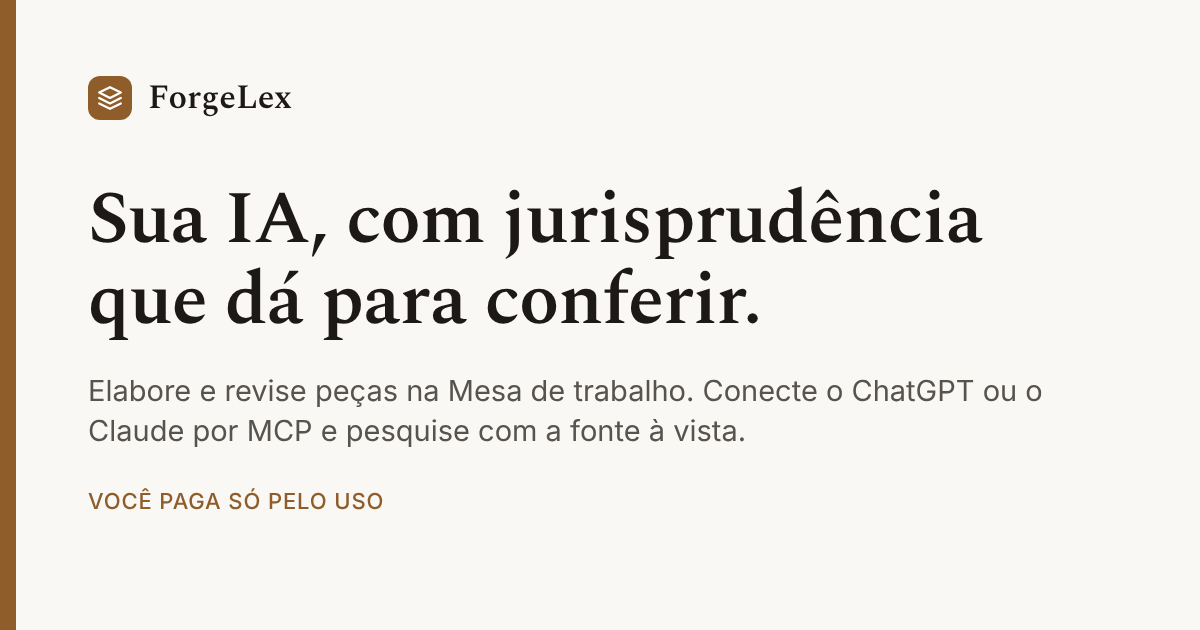 ForgeLex
Sua IA, com jurisprudência
que dá para conferir.
Elabore e revise peças na Mesa de trabalho. Conecte o ChatGPT ou o
Claude por MCP e pesquise com a fonte à vista.
VOCÊ PAGA SÓ PELO USO